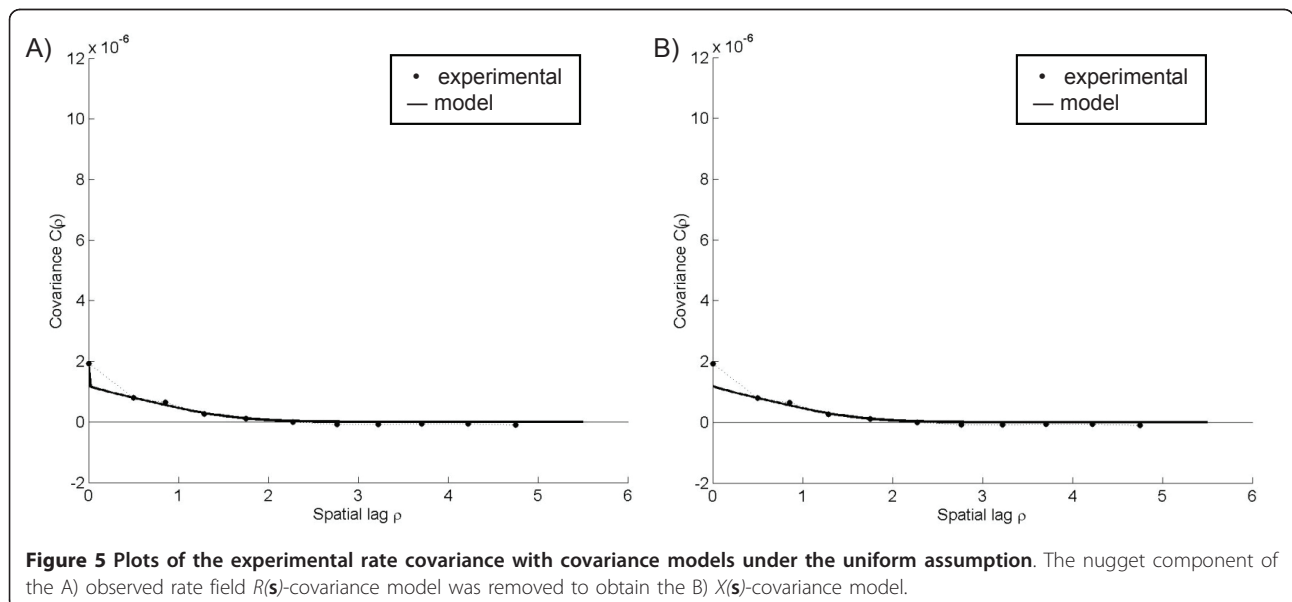 A)
x 10⁻⁶
12
10
8
6
4
2
0
-2
Covariance C(ρ)
0 1 2 3 4 5 6
Spatial lag ρ
• experimental
— model
B)
x 10⁻⁶
12
10
8
6
4
2
0
-2
Covariance C(ρ)
0 1 2 3 4 5 6
Spatial lag ρ
• experimental
— model
Figure 5 Plots of the experimental rate covariance with covariance models under the uniform assumption. The nugget component of
the A) observed rate field R(s)-covariance model was removed to obtain the B) X(s)-covariance model.